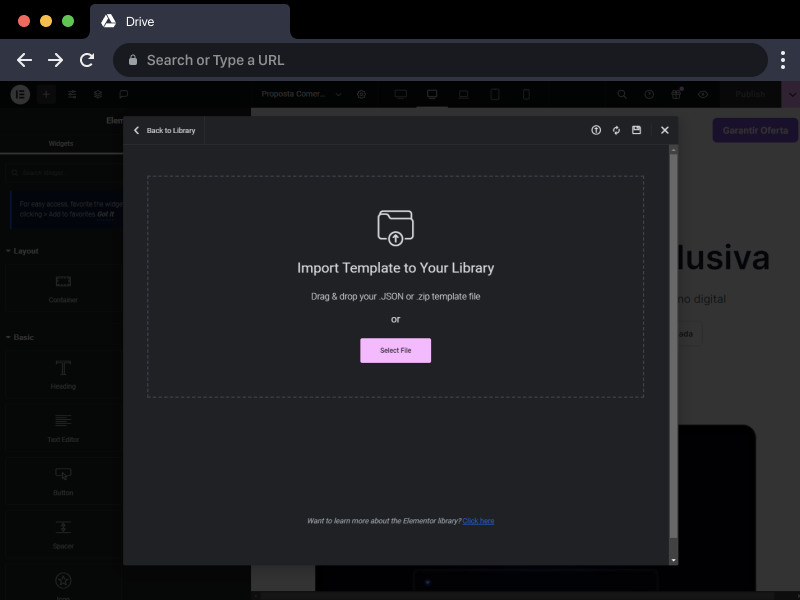 Drive
Search or Type a URL
Proposta Comer...
Publish
Elem
Back to Library
Garantir Oferta
Widgets
Search Widget...
For easy access, favorite the widge
clicking + Add to favorites Got It
Layout
Container
Import Template to Your Library
lusiva
Drag & drop your .JSON or .zip template file
no digital
or
ada
Basic
Select File
Heading
Text Editor
Button
Want to learn more about the Elementor library? Click here
Spacer